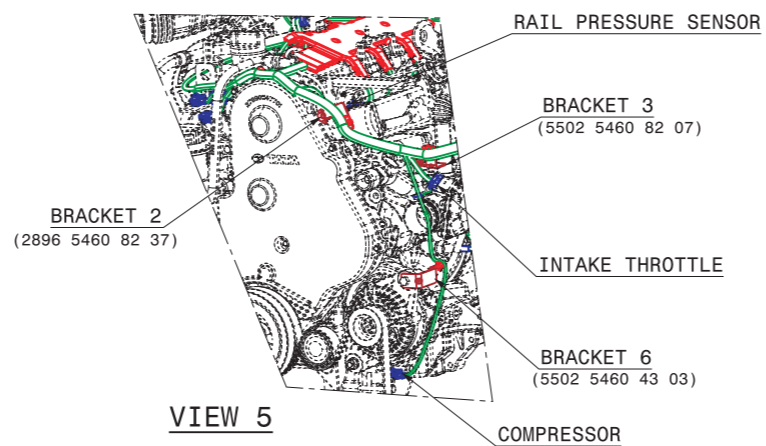 RAIL PRESSURE SENSOR
BRACKET 3
(5502 5460 82 07)
BRACKET 2
(2896 5460 82 37)
INTAKE THROTTLE
BRACKET 6
(5502 5460 43 03)
VIEW 5
COMPRESSOR